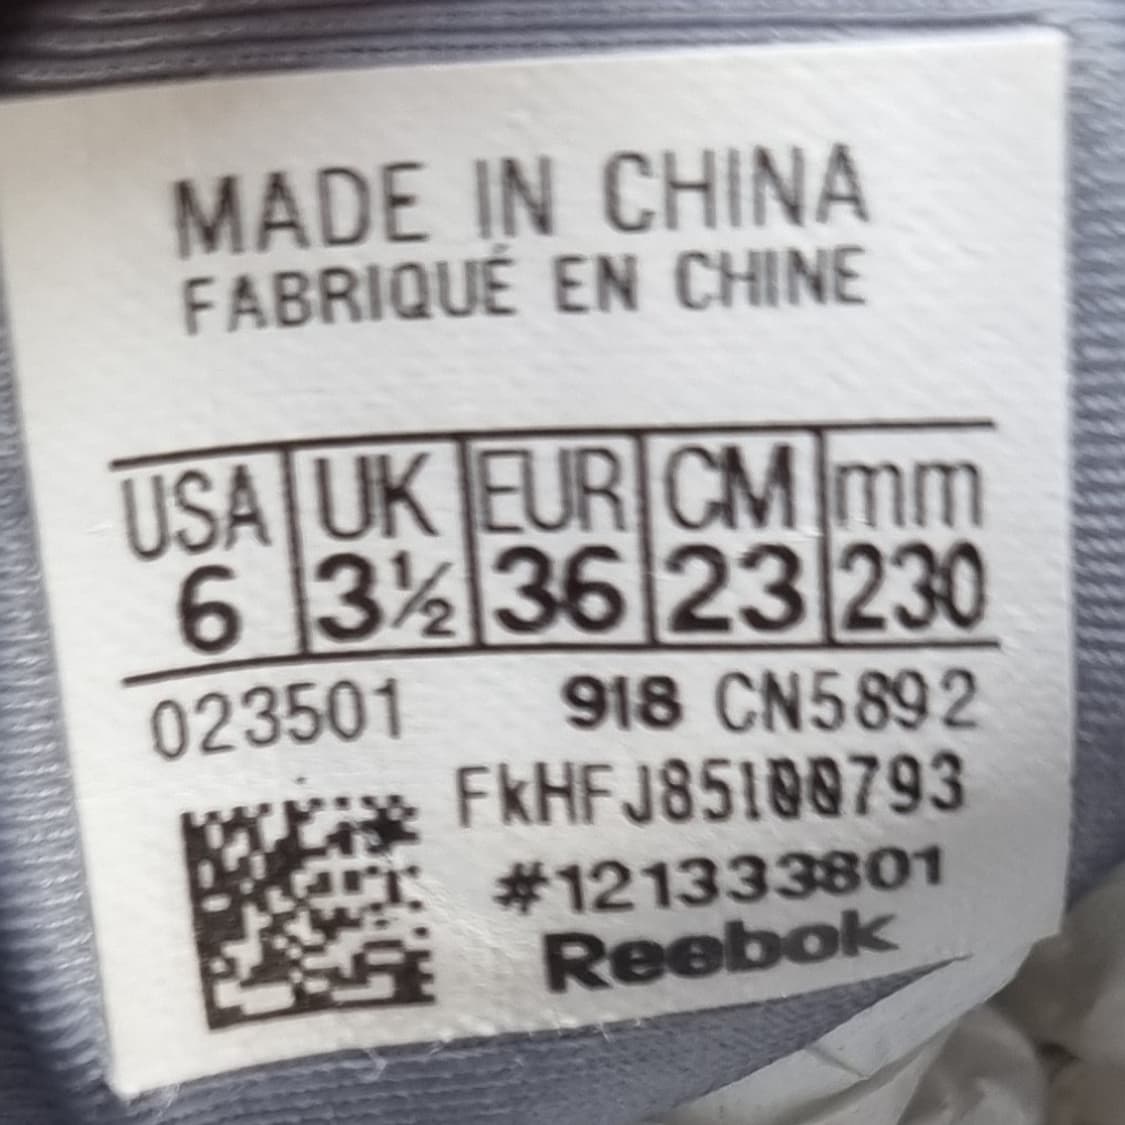 MADE IN CHINA
FABRIQUÉ EN CHINE
USA UK EUR CM mm
6 3½ 36 23 230
023501 918 CN5892
FkHFJ85100793
#121333801
Reebok